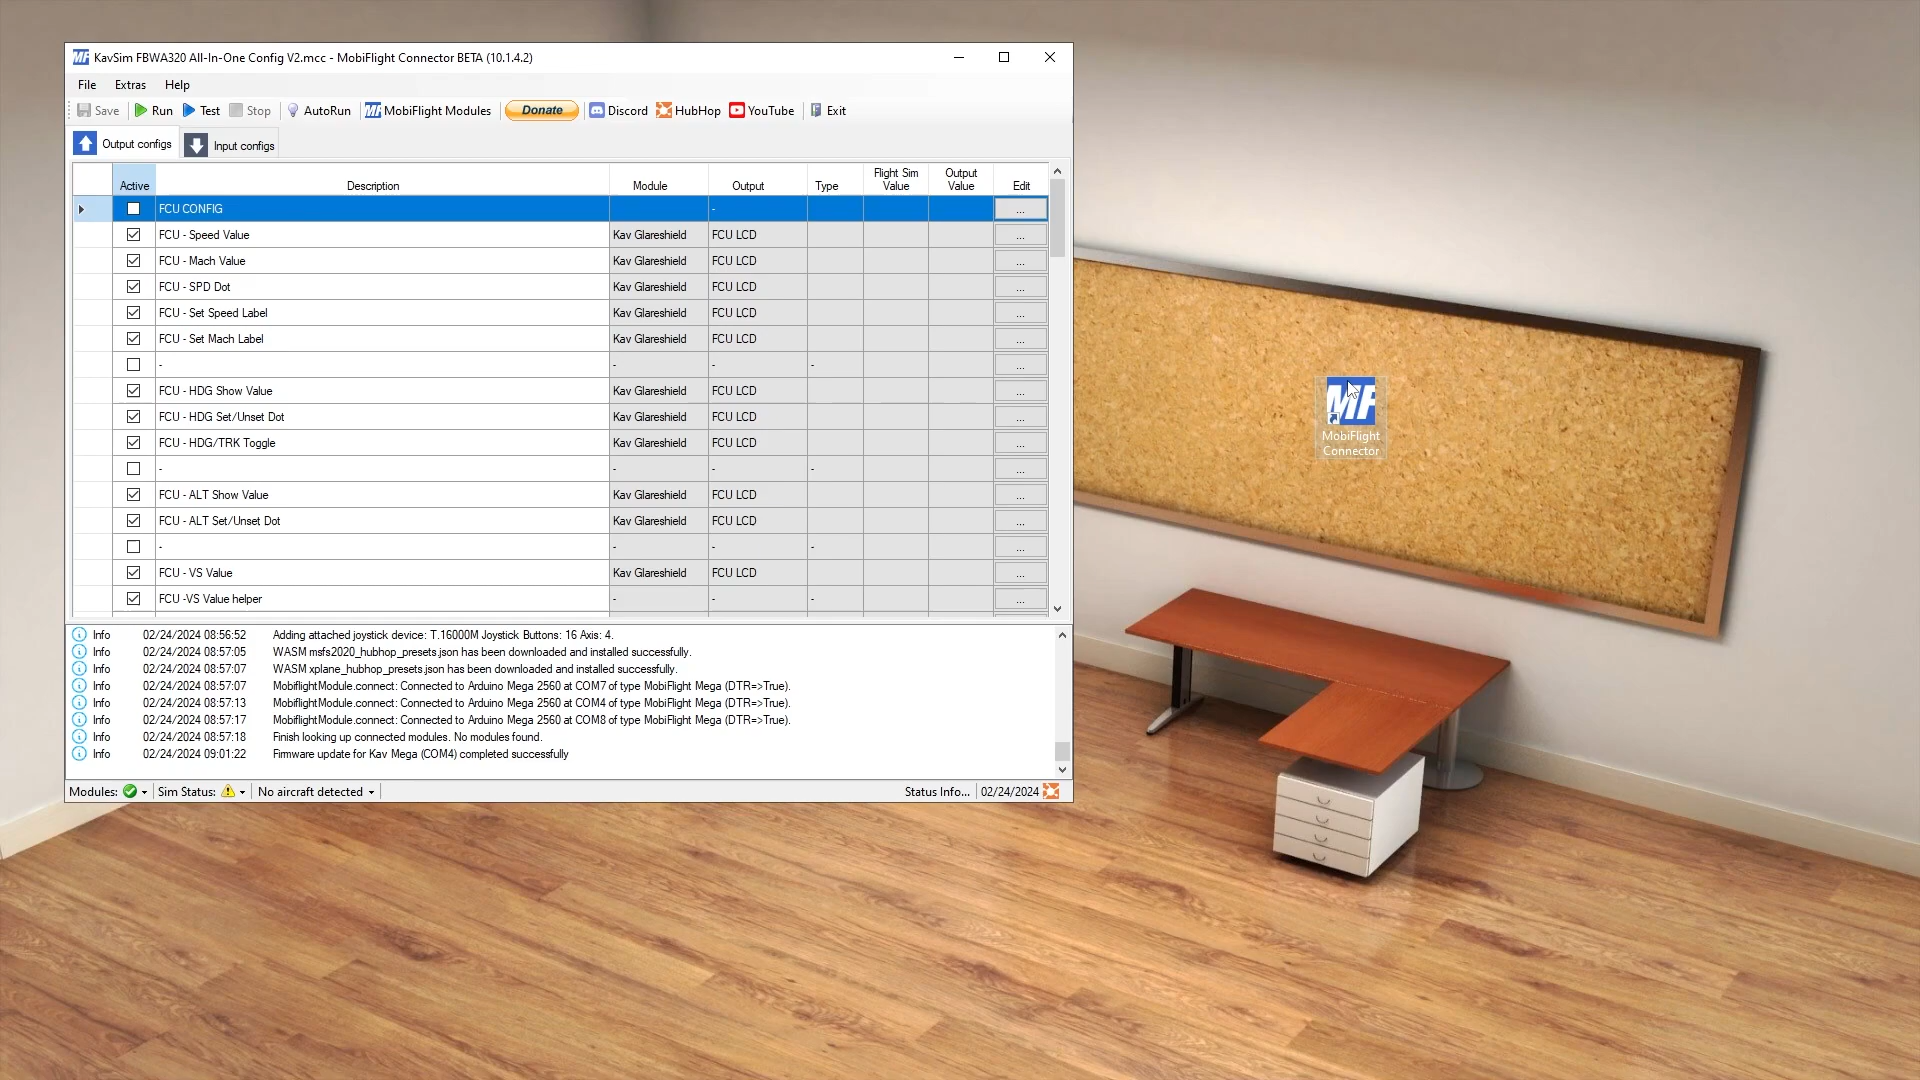 MF KavSim FBWA320 All-In-One Config V2.mcc - MobiFlight Connector BETA (10.1.4.2)
File Extras Help
Save Run Test Stop AutoRun MF MobiFlight Modules Donate Discord HubHop YouTube Exit
Output configs Input configs
Active Description Module Output Type Flight Sim Value Output Value Edit
FCU CONFIG - ...
FCU - Speed Value Kav Glareshield FCU LCD ...
FCU - Mach Value Kav Glareshield FCU LCD ...
FCU - SPD Dot Kav Glareshield FCU LCD ...
FCU - Set Speed Label Kav Glareshield FCU LCD ...
FCU - Set Mach Label Kav Glareshield FCU LCD ...
- - - - ...
FCU - HDG Show Value Kav Glareshield FCU LCD ...
FCU - HDG Set/Unset Dot Kav Glareshield FCU LCD ...
FCU - HDG/TRK Toggle Kav Glareshield FCU LCD ...
- - - - ...
FCU - ALT Show Value Kav Glareshield FCU LCD ...
FCU - ALT Set/Unset Dot Kav Glareshield FCU LCD ...
- - - - ...
FCU - VS Value Kav Glareshield FCU LCD ...
FCU -VS Value helper - - - ...
Info 02/24/2024 08:56:52 Adding attached joystick device: T.16000M Joystick Buttons: 16 Axis: 4.
Info 02/24/2024 08:57:05 WASM msfs2020_hubhop_presets.json has been downloaded and installed successfully.
Info 02/24/2024 08:57:07 WASM xplane_hubhop_presets.json has been downloaded and installed successfully.
Info 02/24/2024 08:57:07 MobiflightModule.connect: Connected to Arduino Mega 2560 at COM7 of type MobiFlight Mega (DTR=>True).
Info 02/24/2024 08:57:13 MobiflightModule.connect: Connected to Arduino Mega 2560 at COM4 of type MobiFlight Mega (DTR=>True).
Info 02/24/2024 08:57:17 MobiflightModule.connect: Connected to Arduino Mega 2560 at COM8 of type MobiFlight Mega (DTR=>True).
Info 02/24/2024 08:57:18 Finish looking up connected modules. No modules found.
Info 02/24/2024 09:01:22 Firmware update for Kav Mega (COM4) completed successfully
Modules: Sim Status: No aircraft detected Status Info... 02/24/2024
MF
MobiFlight
Connector